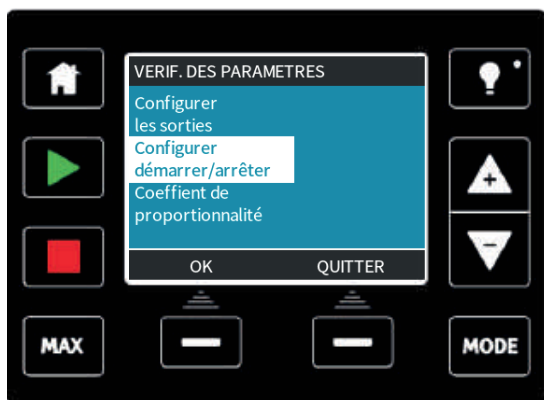 VERIF. DES PARAMETRES
Configurer
les sorties
Configurer
démarrer/arrêter
Coeffient de
proportionnalité
OK QUITTER
+
-
MAX
MODE